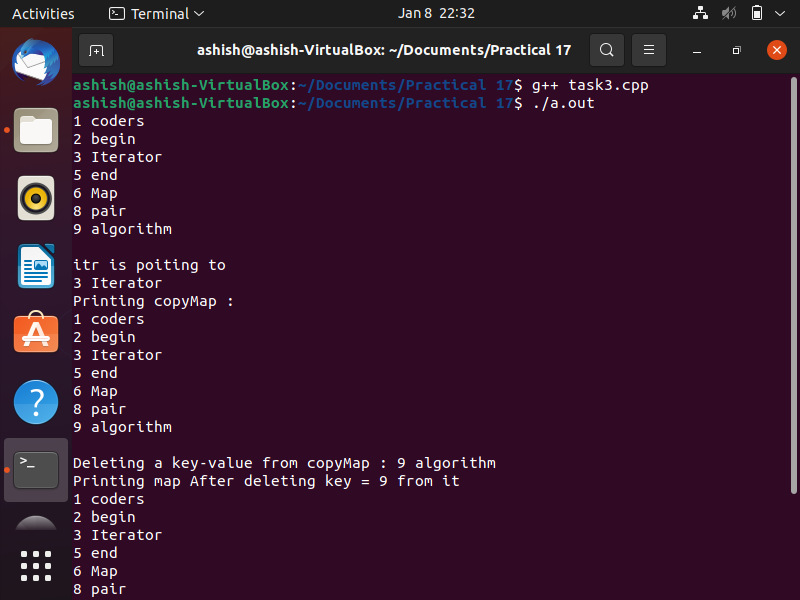 Activities
Terminal
Jan 8 22:32
ashish@ashish-VirtualBox: ~/Documents/Practical 17
ashish@ashish-VirtualBox:~/Documents/Practical 17$ g++ task3.cpp
ashish@ashish-VirtualBox:~/Documents/Practical 17$ ./a.out
1 coders
2 begin
3 Iterator
5 end
6 Map
8 pair
9 algorithm
itr is poiting to
3 Iterator
Printing copyMap :
1 coders
2 begin
3 Iterator
5 end
6 Map
8 pair
9 algorithm
Deleting a key-value from copyMap : 9 algorithm
Printing map After deleting key = 9 from it
1 coders
2 begin
3 Iterator
5 end
6 Map
8 pair